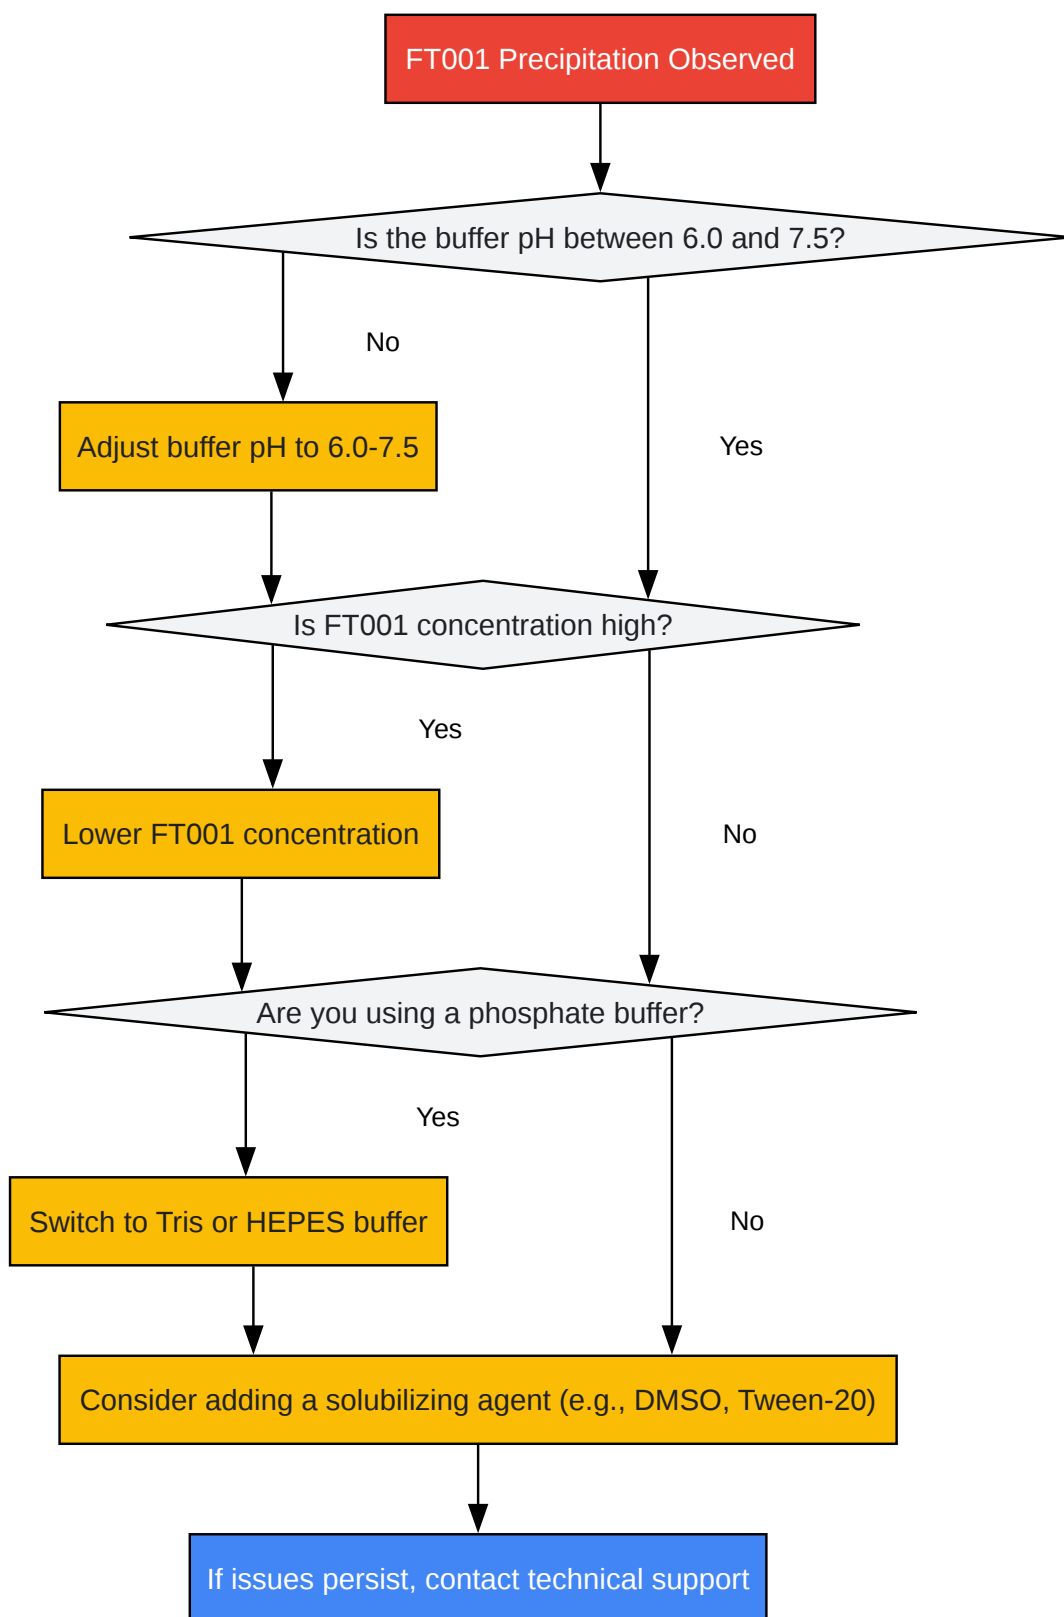 FT001 Precipitation Observed
Is the buffer pH between 6.0 and 7.5?
No
Adjust buffer pH to 6.0-7.5
Yes
Is FT001 concentration high?
Yes
Lower FT001 concentration
No
Are you using a phosphate buffer?
Yes
Switch to Tris or HEPES buffer
No
Consider adding a solubilizing agent (e.g., DMSO, Tween-20)
If issues persist, contact technical support